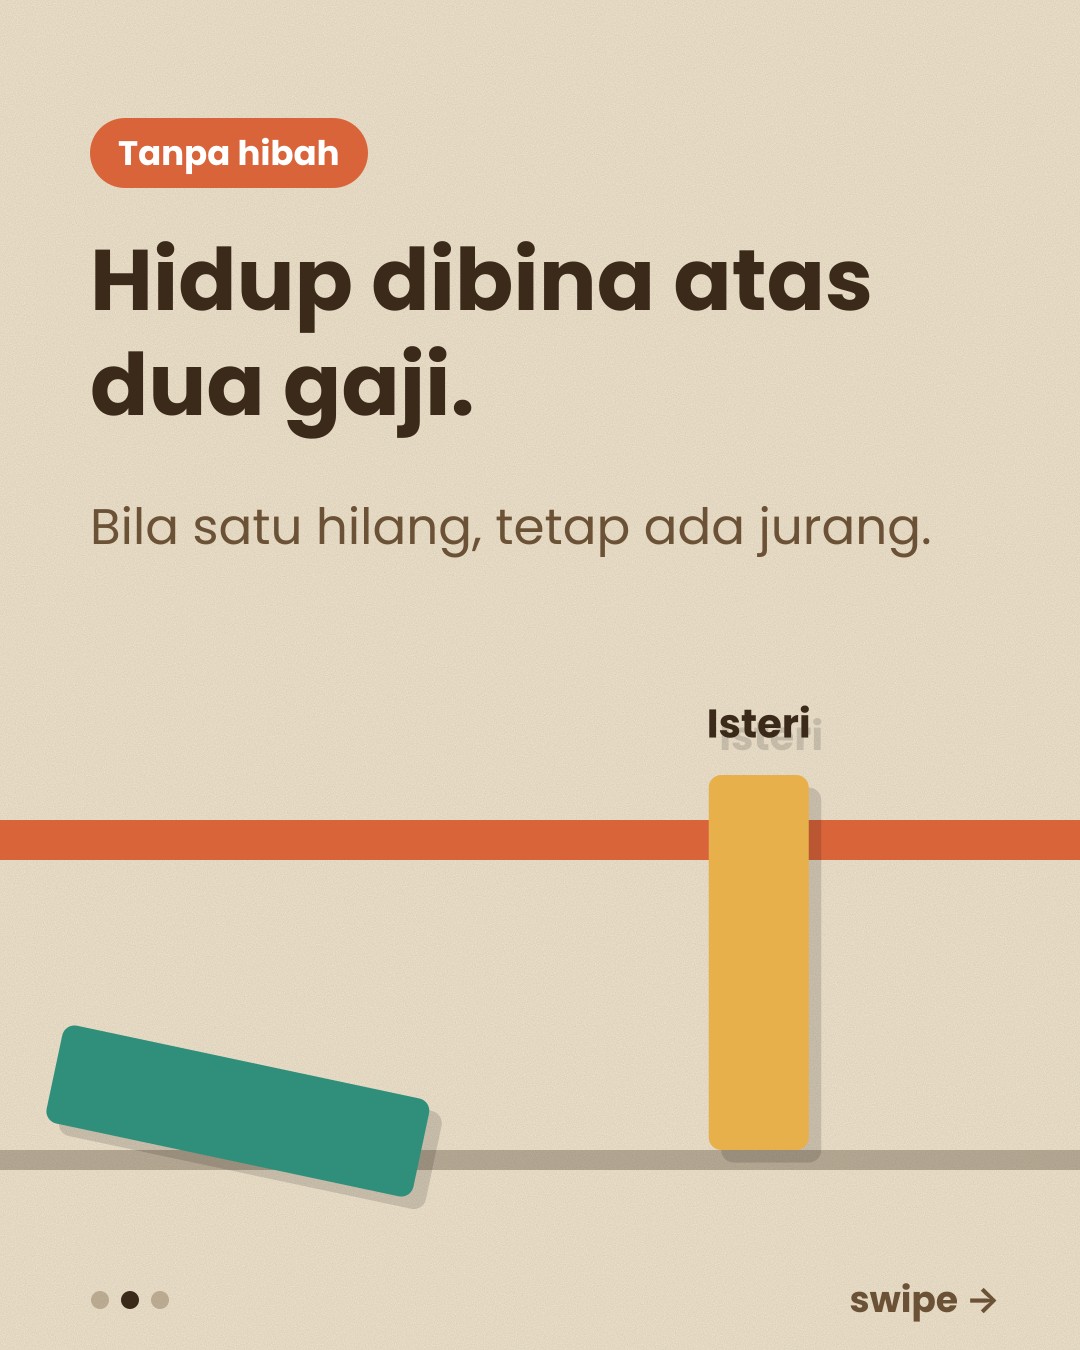 Tanpa hibah
Hidup dibina atas
dua gaji.
Bila satu hilang, tetap ada jurang.
Isteri
swipe →